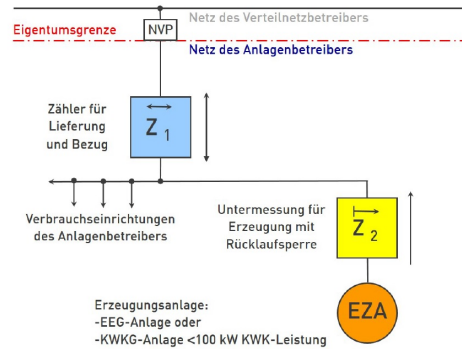 Netz des Verteilnetzbetreibers
Eigentumsgrenze
NVP
Netz des Anlagenbetreibers
Zähler für
Lieferung
und Bezug
Z 1
Verbrauchseinrichtungen
des Anlagenbetreibers
Untermessung für
Erzeugung mit
Rücklaufsperre
Z 2
EZA
Erzeugungsanlage:
-EEG-Anlage oder
-KWKG-Anlage <100 kW KWK-Leistung